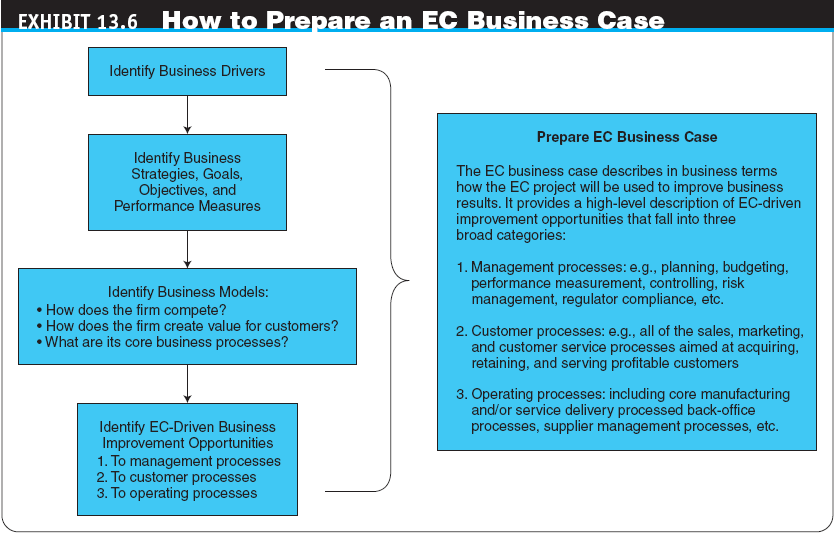 EXHIBIT 13.6 How to Prepare an EC Business Case
Identify Business Drivers
Identify Business
Strategies, Goals,
Objectives, and
Performance Measures
Identify Business Models:
• How does the firm compete?
• How does the firm create value for customers?
• What are its core business processes?
Identify EC-Driven Business
Improvement Opportunities
1. To management processes
2. To customer processes
3. To operating processes
Prepare EC Business Case
The EC business case describes in business terms
how the EC project will be used to improve business
results. It provides a high-level description of EC-driven
improvement opportunities that fall into three
broad categories:
1. Management processes: e.g., planning, budgeting,
performance measurement, controlling, risk
management, regulator compliance, etc.
2. Customer processes: e.g., all of the sales, marketing,
and customer service processes aimed at acquiring,
retaining, and serving profitable customers
3. Operating processes: including core manufacturing
and/or service delivery processed back-office
processes, supplier management processes, etc.